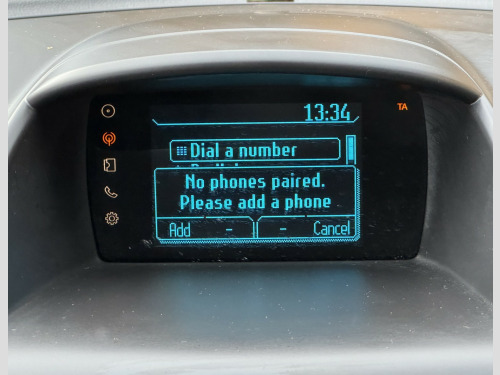 13:34
TA
Dial a number
No phones paired.
Please add a phone
Add - - Cancel